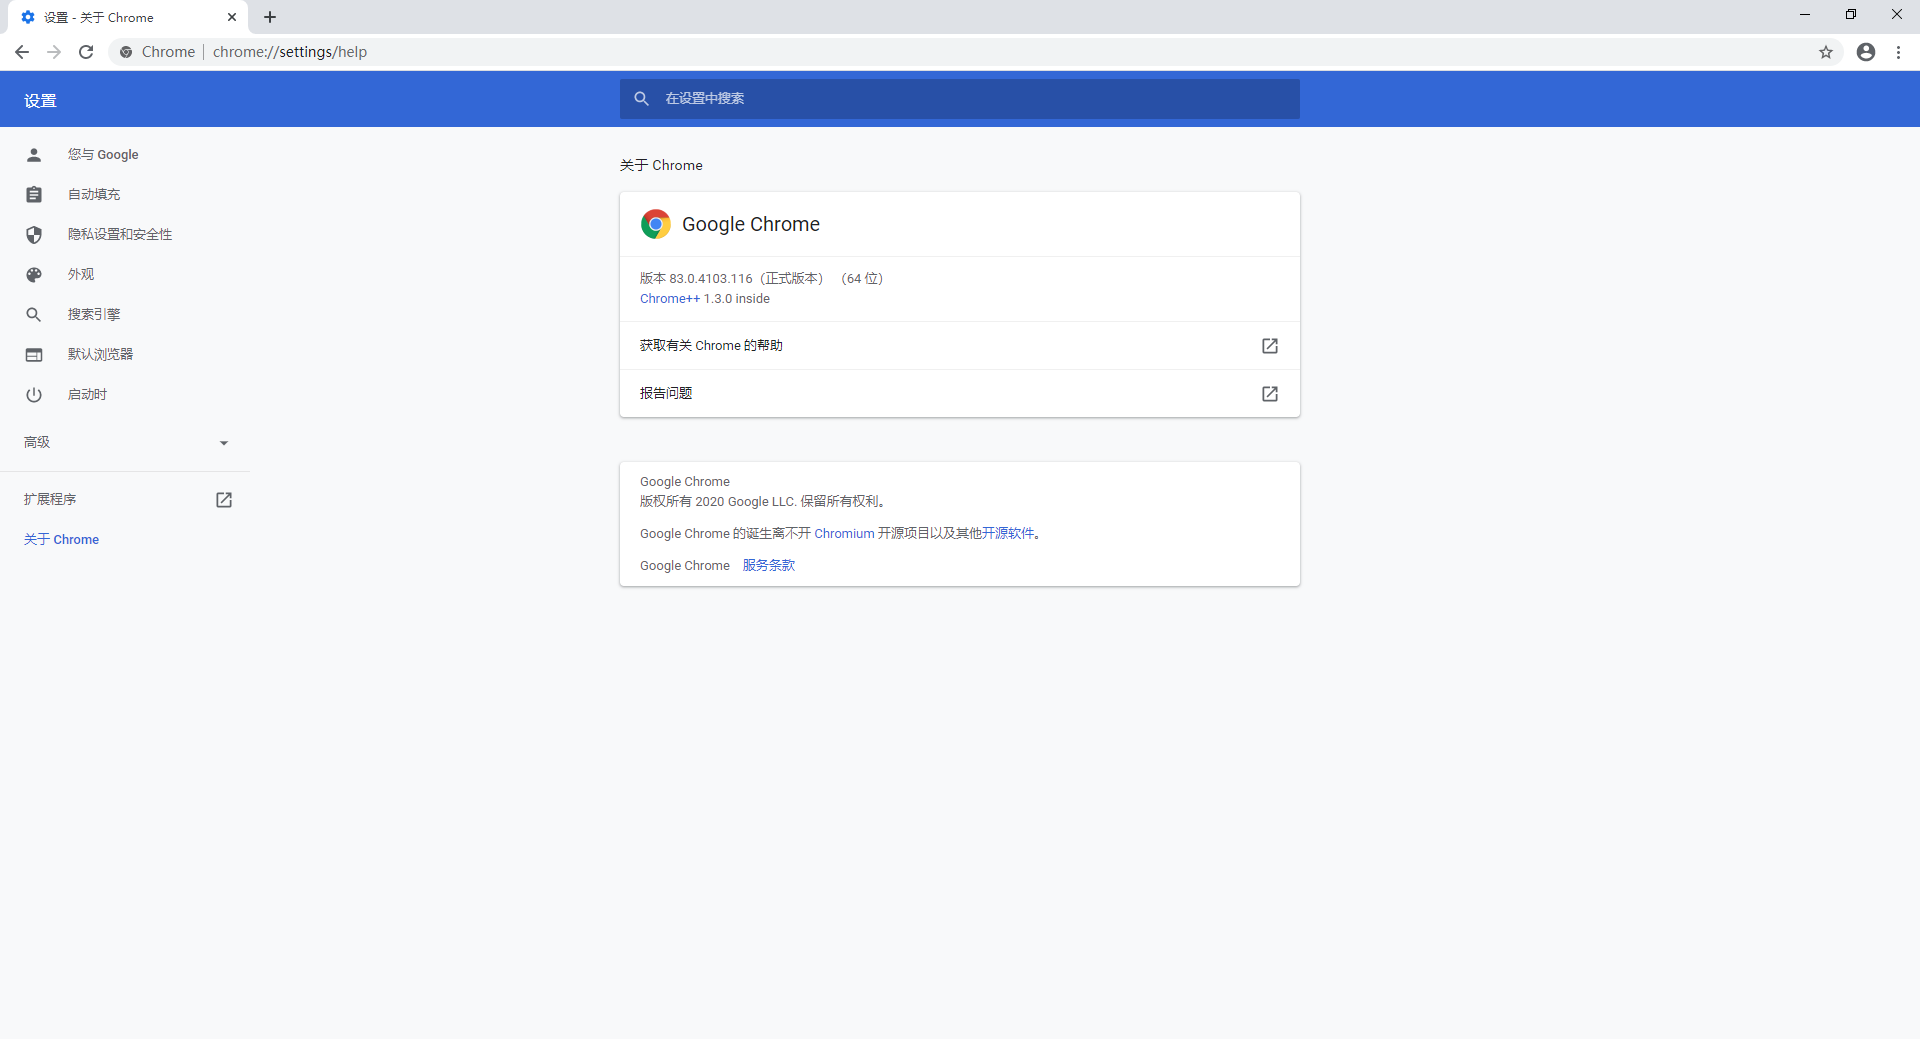 设置 - 关于 Chrome
Chrome chrome://settings/help
设置
在设置中搜索
您与 Google
自动填充
隐私设置和安全性
外观
搜索引擎
默认浏览器
启动时
高级
扩展程序
关于 Chrome
关于 Chrome
Google Chrome
版本 83.0.4103.116（正式版本） （64 位）
Chrome++ 1.3.0 inside
获取有关 Chrome 的帮助
报告问题
Google Chrome
版权所有 2020 Google LLC. 保留所有权利。
Google Chrome 的诞生离不开 Chromium 开源项目以及其他开源软件。
Google Chrome 服务条款